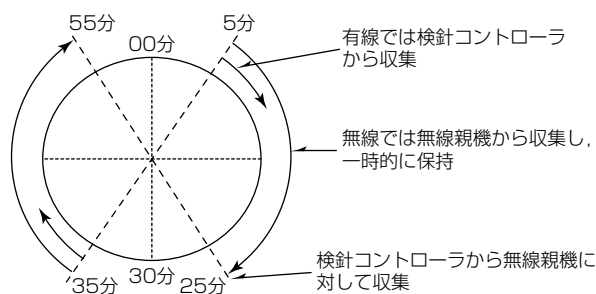 55分
00分
5分
有線では検針コントローラ
から収集
無線では無線親機から収集し,
一時的に保持
検針コントローラから無線親機に
対して収集
35分
30分
25分